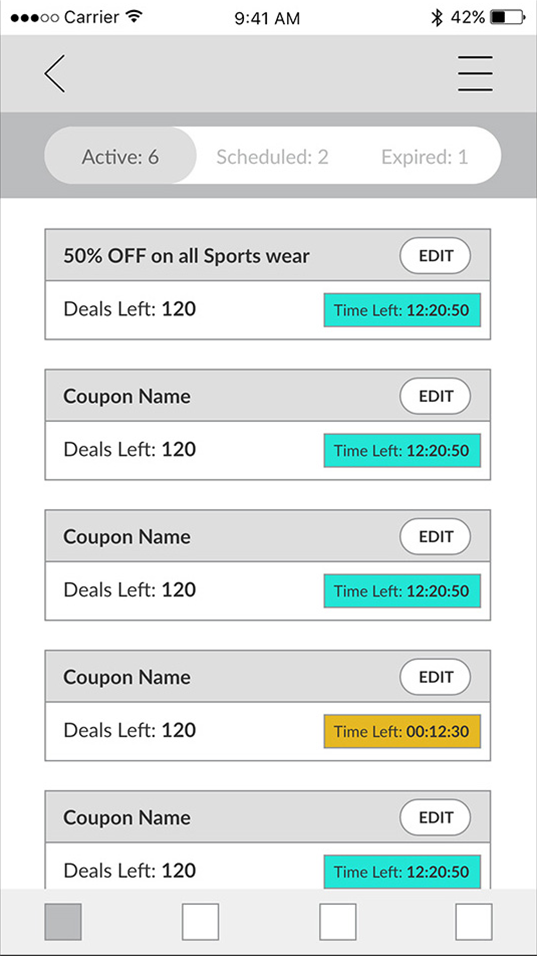 Carrier 9:41 AM 42%
Active: 6 Scheduled: 2 Expired: 1
50% OFF on all Sports wear EDIT
Deals Left: 120 Time Left: 12:20:50
Coupon Name EDIT
Deals Left: 120 Time Left: 12:20:50
Coupon Name EDIT
Deals Left: 120 Time Left: 12:20:50
Coupon Name EDIT
Deals Left: 120 Time Left: 00:12:30
Coupon Name EDIT
Deals Left: 120 Time Left: 12:20:50